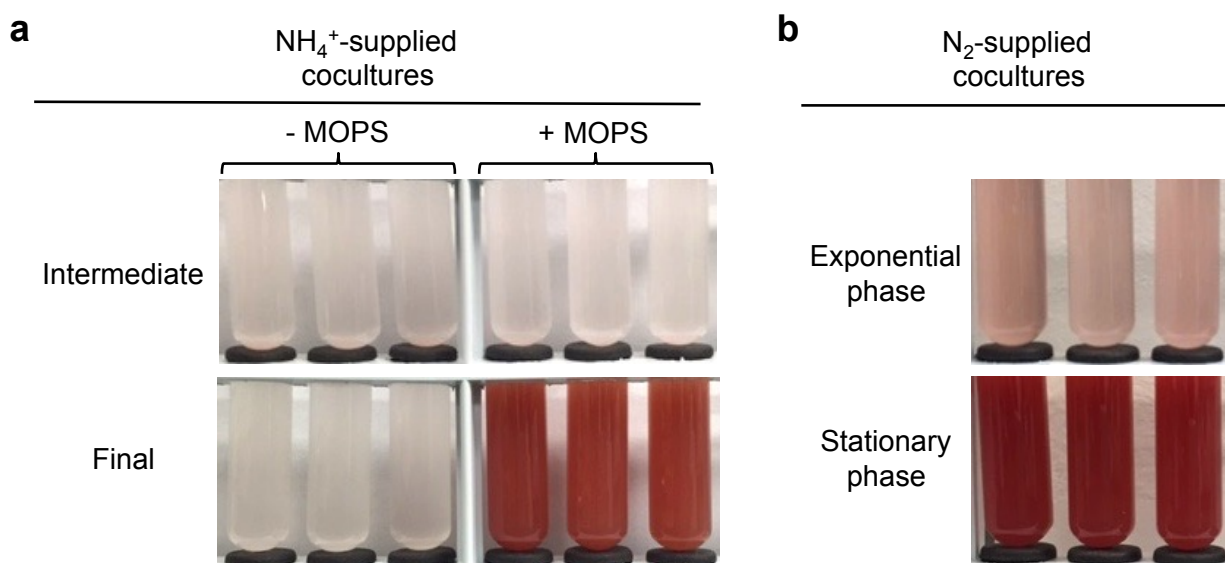 a
NH₄⁺-supplied
cocultures
- MOPS
+ MOPS
Intermediate
Final
b
N₂-supplied
cocultures
Exponential
phase
Stationary
phase